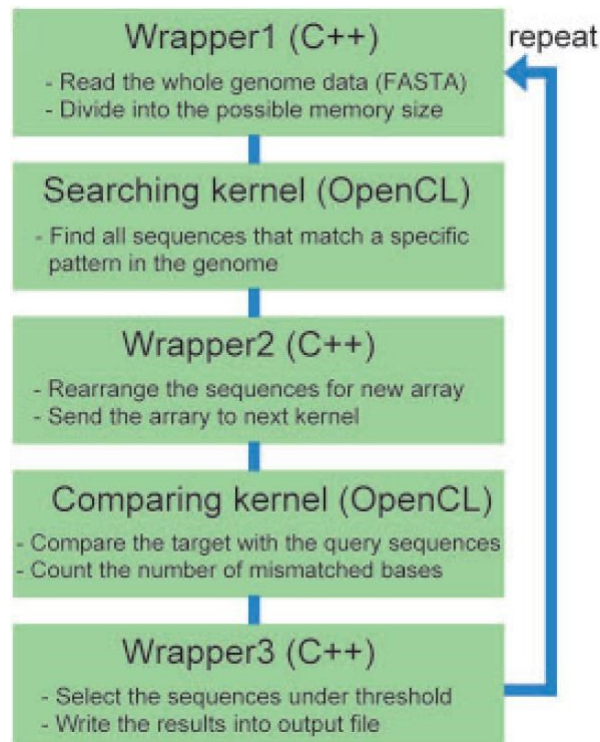 Wrapper1 (C++)
repeat
- Read the whole genome data (FASTA)
- Divide into the possible memory size
Searching kernel (OpenCL)
- Find all sequences that match a specific
pattern in the genome
Wrapper2 (C++)
- Rearrange the sequences for new array
- Send the arrary to next kernel
Comparing kernel (OpenCL)
- Compare the target with the query sequences
- Count the number of mismatched bases
Wrapper3 (C++)
- Select the sequences under threshold
- Write the results into output file